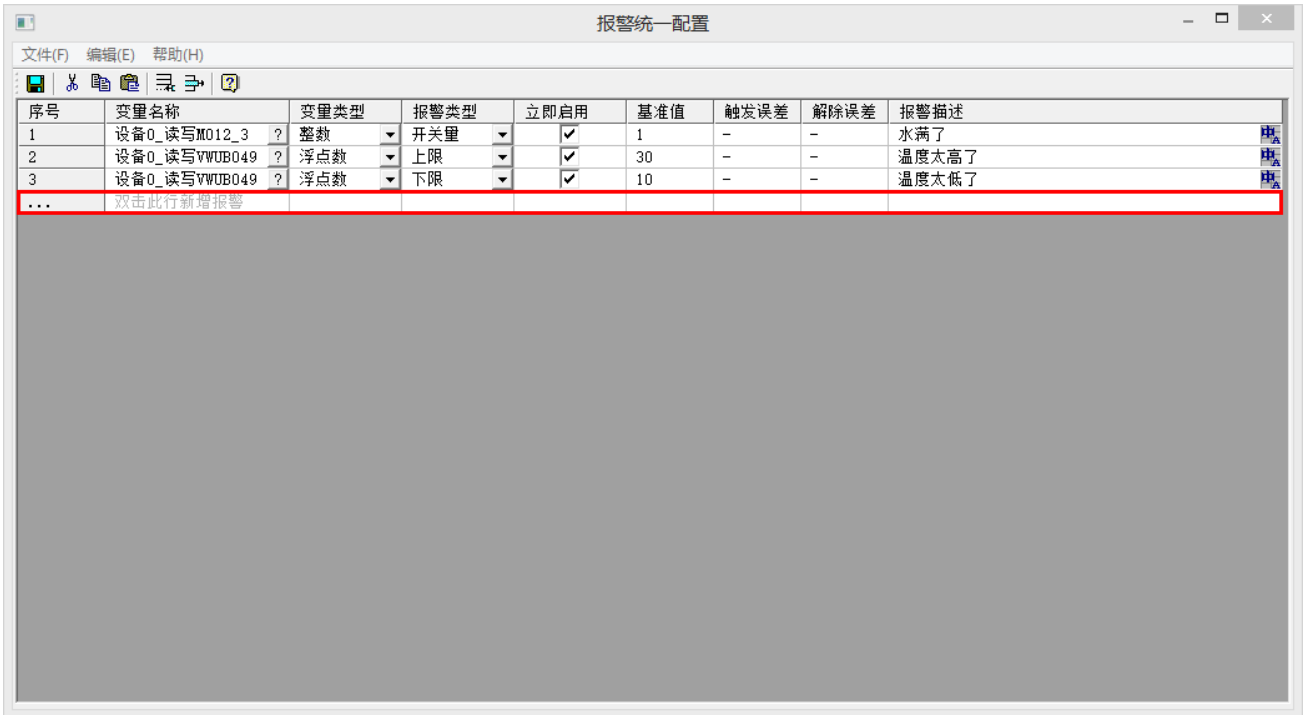 报警统一配置
文件(F) 编辑(E) 帮助(H)
序号 变量名称 变量类型 报警类型 立即启用 基准值 触发误差 解除误差 报警描述
1 设备0_读写M012_3 ? 整数 开关量 1 - - 水满了 中A
2 设备0_读写VWUB049 ? 浮点数 上限 30 - - 温度太高了 中A
3 设备0_读写VWUB049 ? 浮点数 下限 10 - - 温度太低了 中A
... 双击此行新增报警